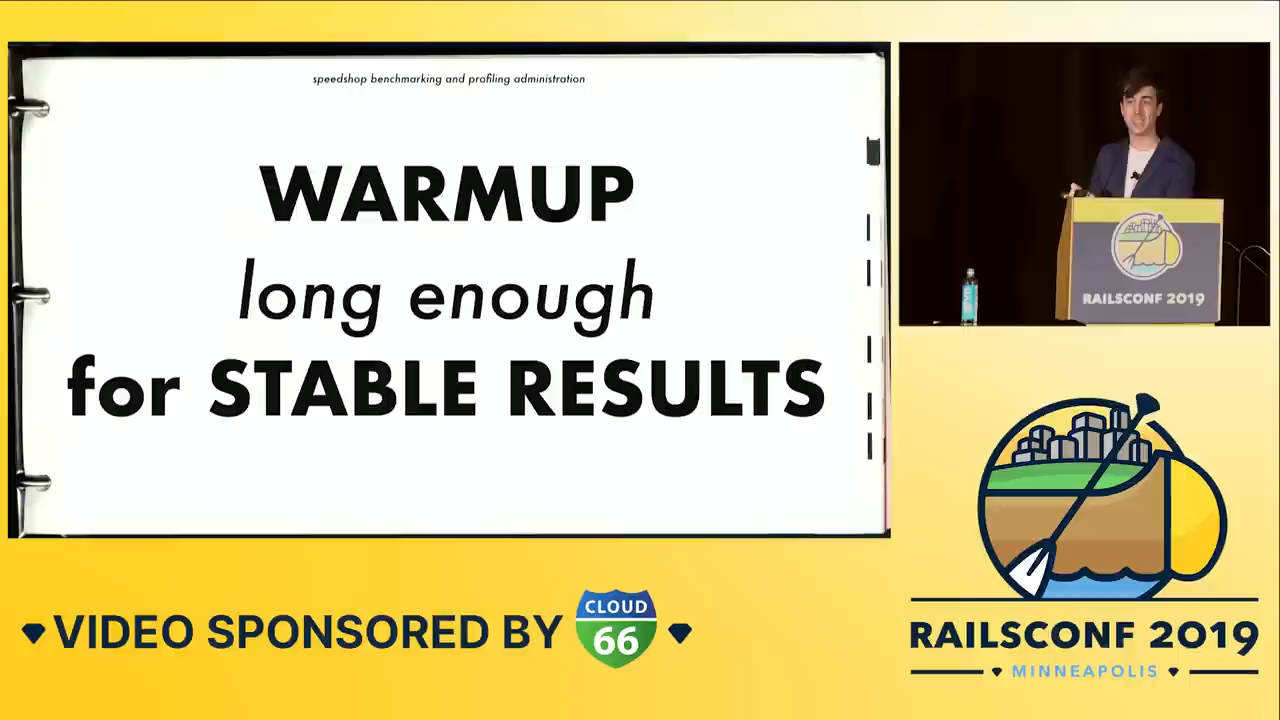 speedshop benchmarking and profiling administration
WARMUP
long enough
for STABLE RESULTS
RAILSCONF 2019
VIDEO SPONSORED BY
CLOUD
66
RAILSCONF 2019
MINNEAPOLIS